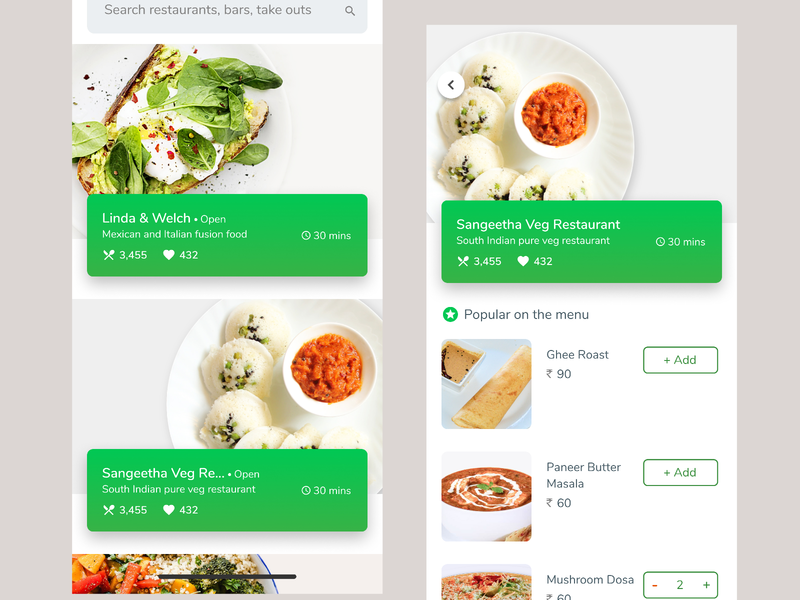 Search restaurants, bars, take outs
Linda & Welch • Open
Mexican and Italian fusion food
30 mins
3,455
432
Sangeetha Veg Re... • Open
South Indian pure veg restaurant
30 mins
3,455
432
Sangeetha Veg Restaurant
South Indian pure veg restaurant
30 mins
3,455
432
Popular on the menu
Ghee Roast
₹ 90
+ Add
Paneer Butter
Masala
₹ 60
+ Add
Mushroom Dosa
₹ 60
- 2 +